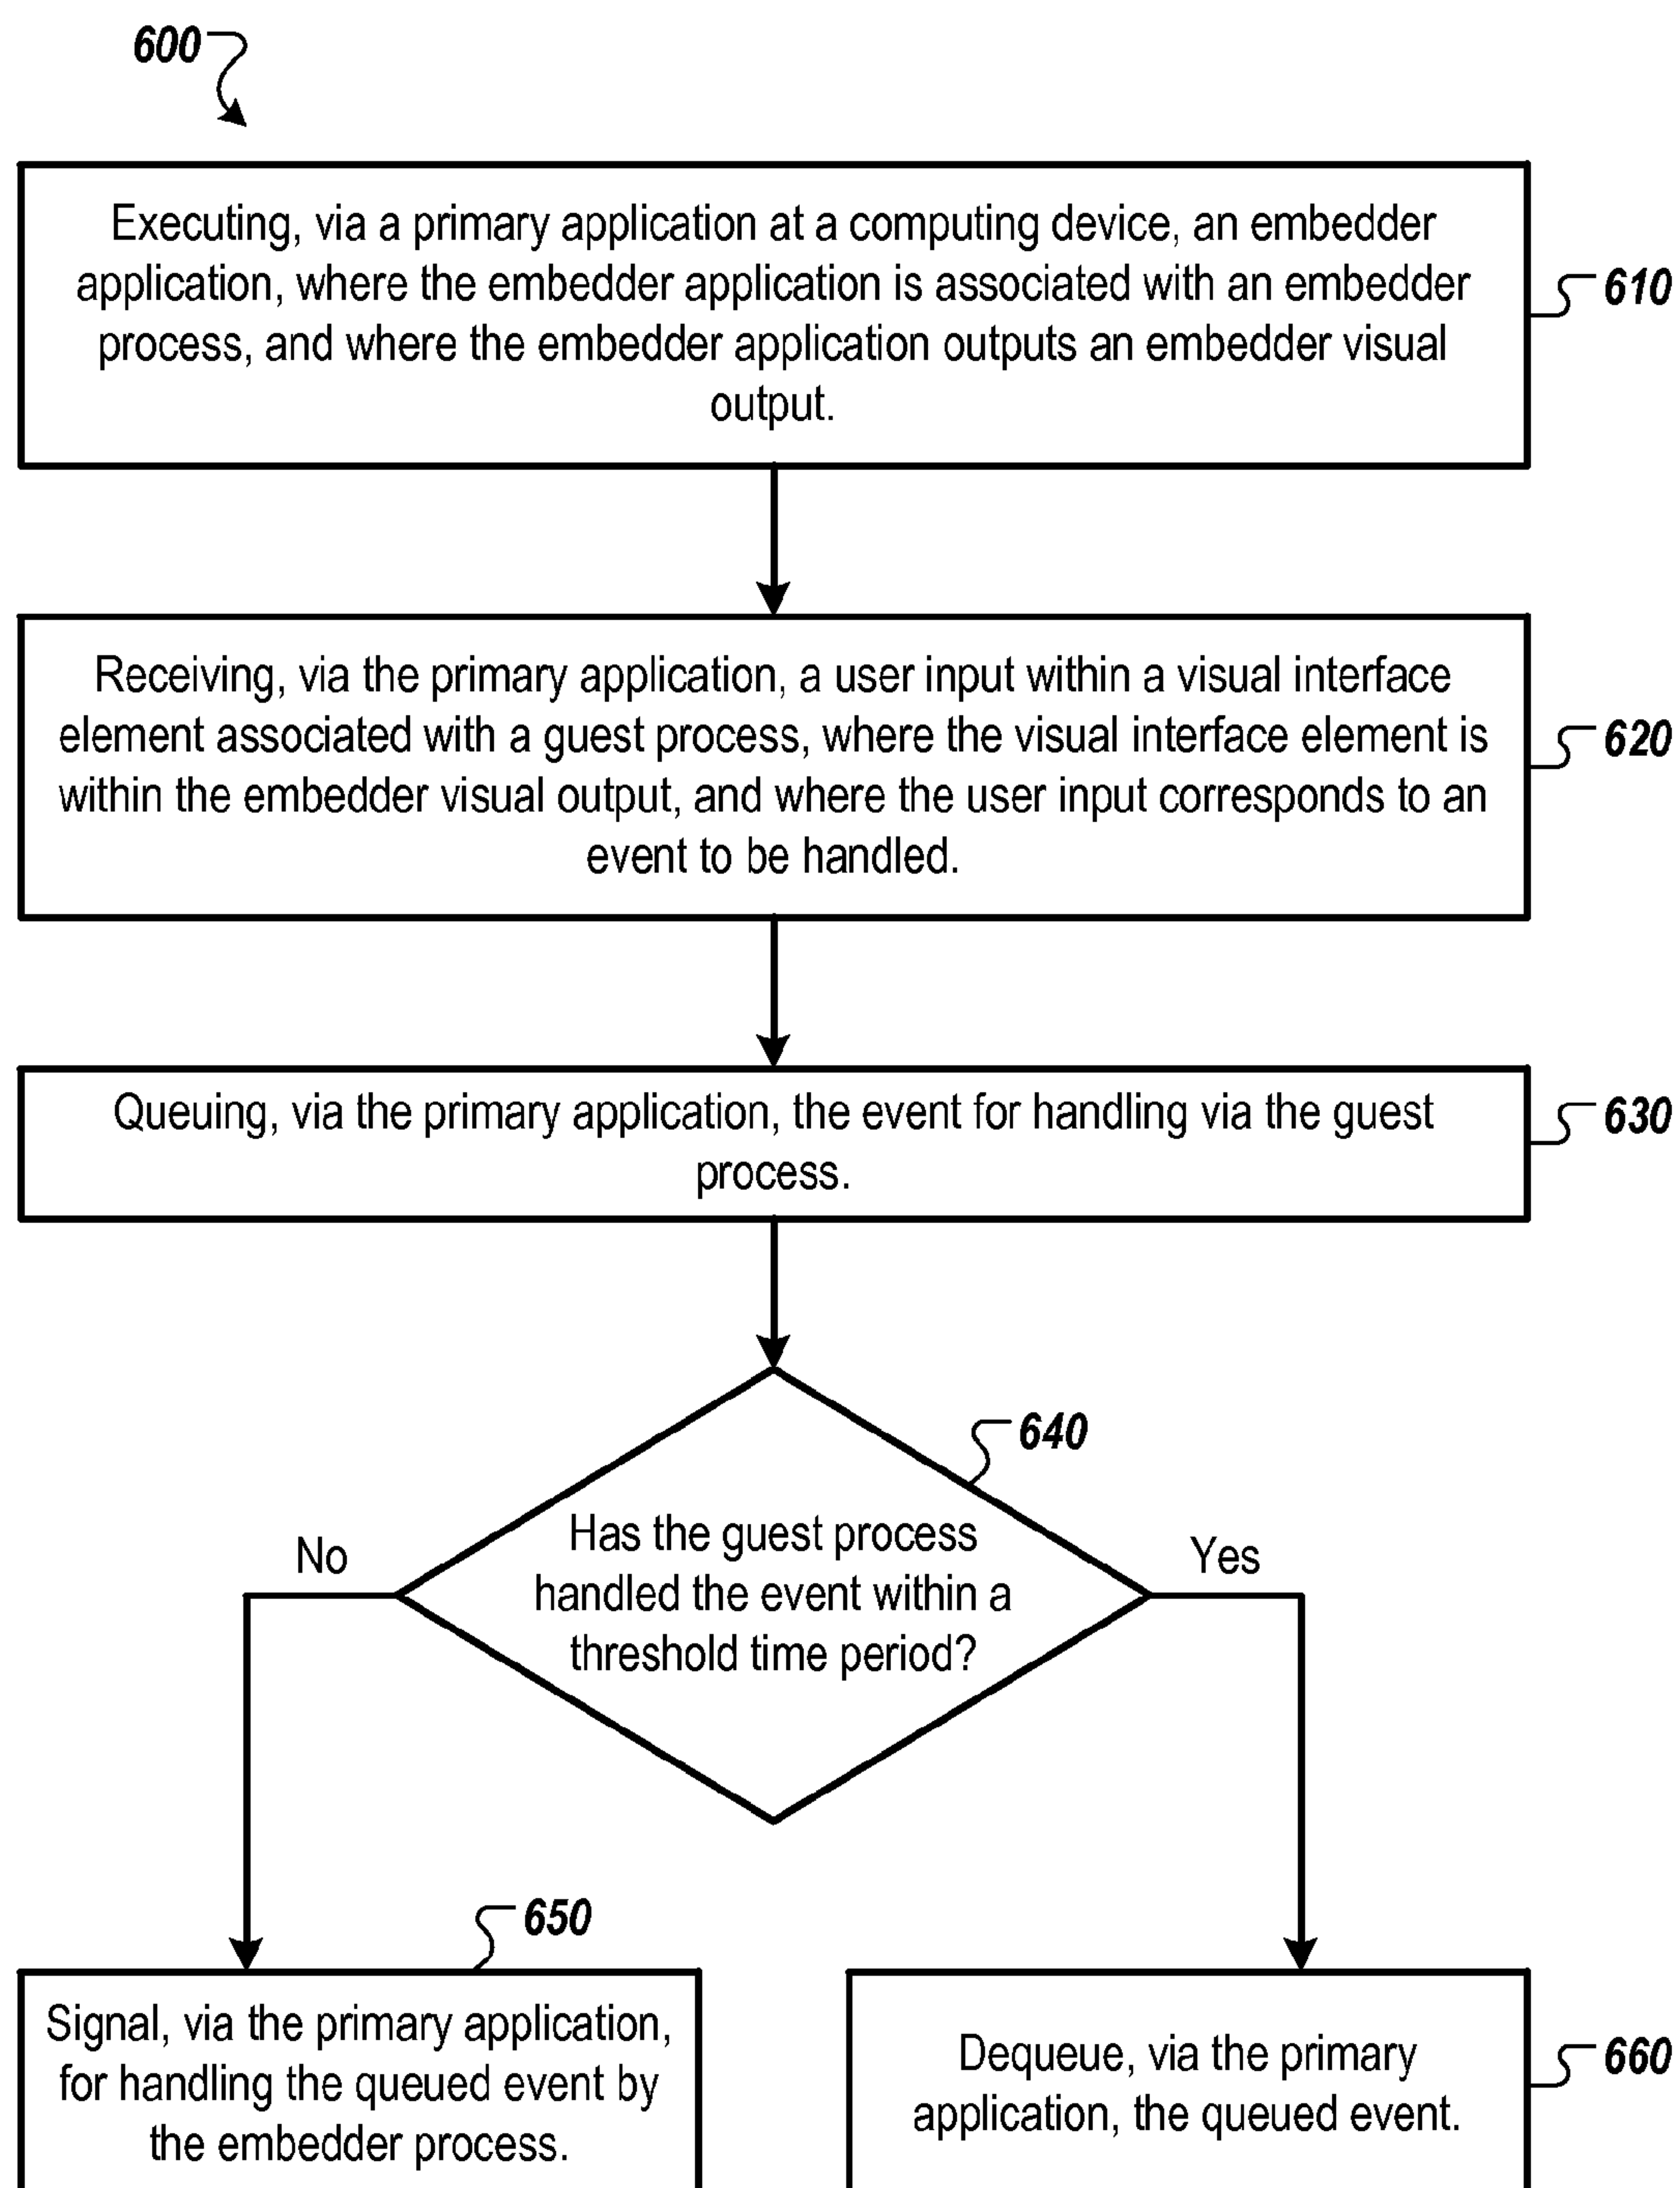 600
Executing, via a primary application at a computing device, an embedder
application, where the embedder application is associated with an embedder
process, and where the embedder application outputs an embedder visual
output.
610
Receiving, via the primary application, a user input within a visual interface
element associated with a guest process, where the visual interface element is
within the embedder visual output, and where the user input corresponds to an
event to be handled.
620
Queuing, via the primary application, the event for handling via the guest
process.
630
640
Has the guest process
handled the event within a
threshold time period?
No
Yes
650
Signal, via the primary application,
for handling the queued event by
the embedder process.
Dequeue, via the primary
application, the queued event.
660